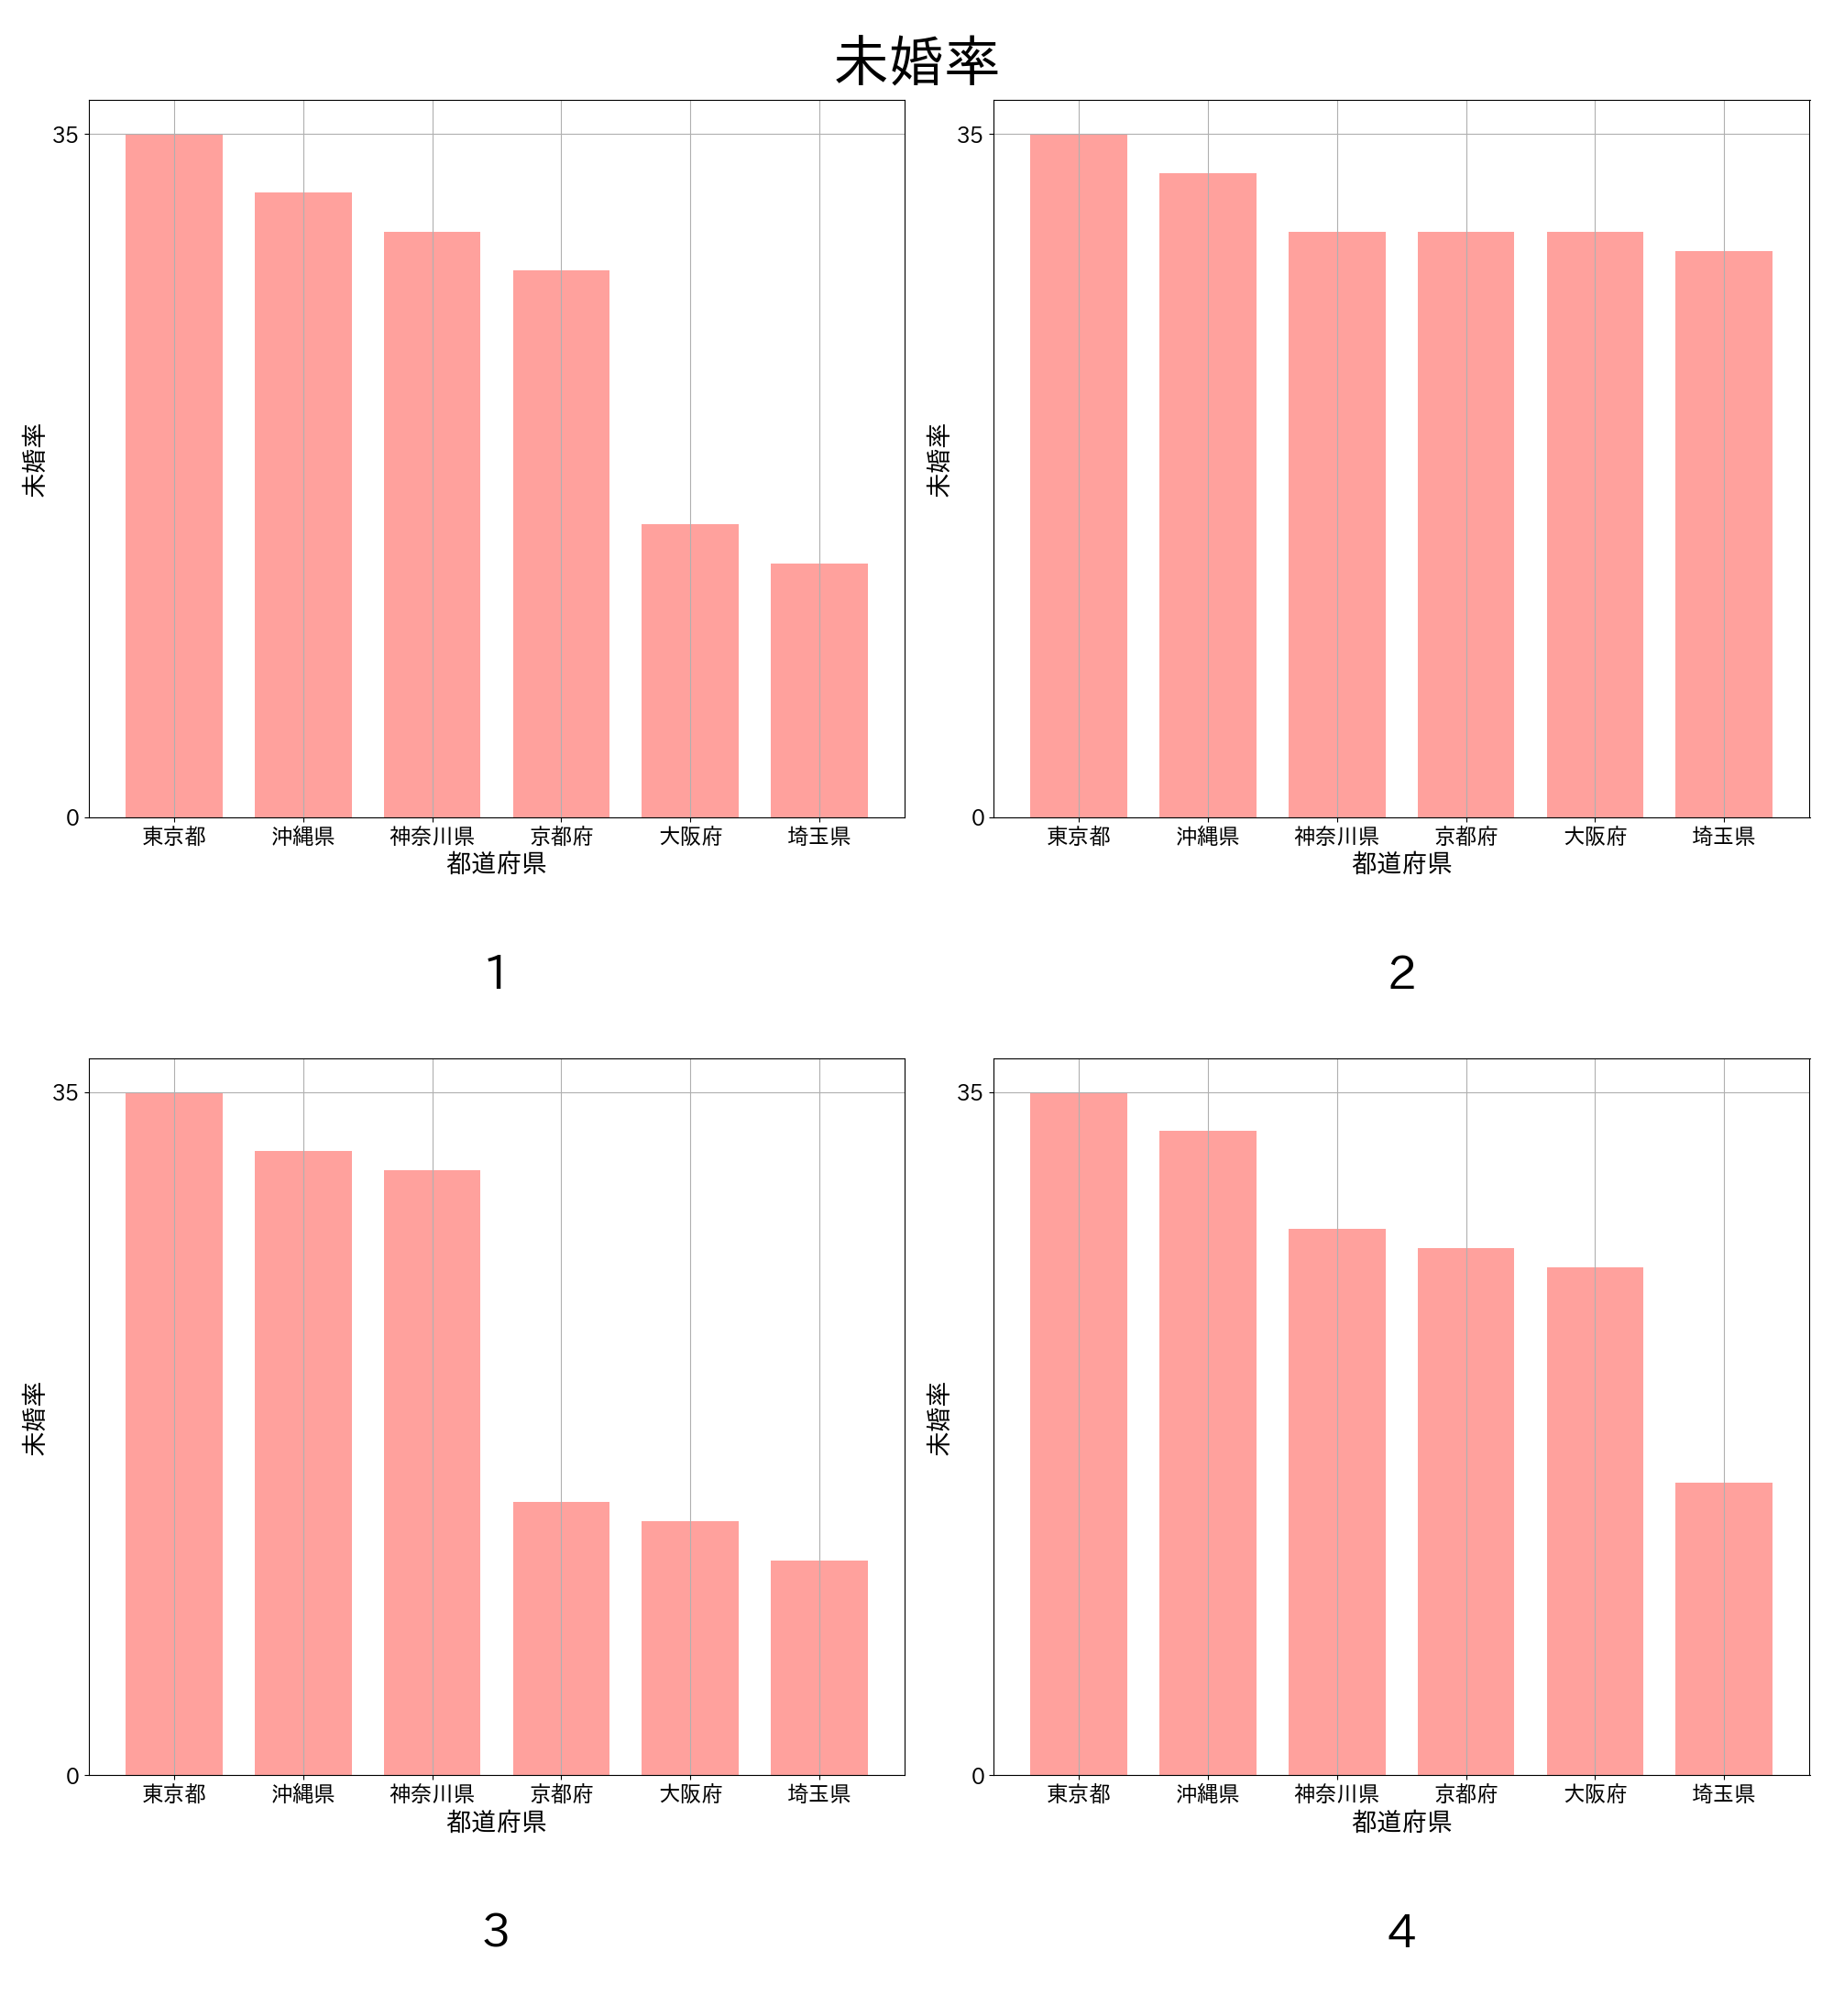 未婚率
35
0
未婚率
東京都 沖縄県 神奈川県 京都府 大阪府 埼玉県
都道府県
1
35
0
未婚率
東京都 沖縄県 神奈川県 京都府 大阪府 埼玉県
都道府県
2
35
0
未婚率
東京都 沖縄県 神奈川県 京都府 大阪府 埼玉県
都道府県
3
35
0
未婚率
東京都 沖縄県 神奈川県 京都府 大阪府 埼玉県
都道府県
4